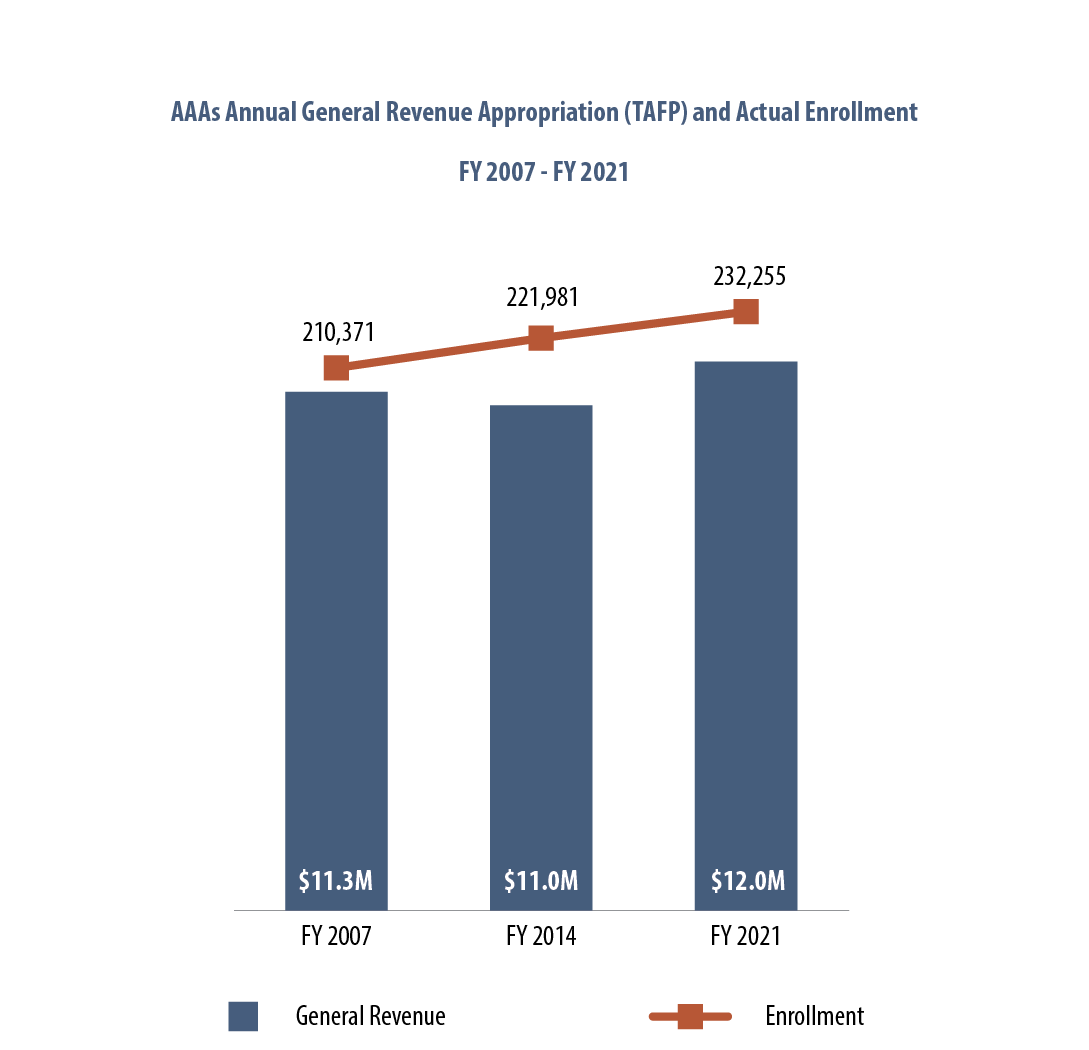 AAAs Annual General Revenue Appropriation (TAFP) and Actual Enrollment
FY 2007 - FY 2021
210,371
221,981
232,255
$11.3M
$11.0M
$12.0M
FY 2007
FY 2014
FY 2021
General Revenue
Enrollment